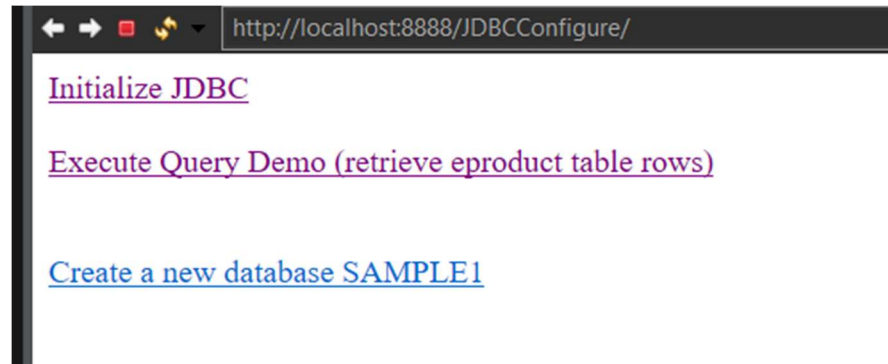 http://localhost:8888/JDBCConfigure/
Initialize JDBC
Execute Query Demo (retrieve eproduct table rows)
Create a new database SAMPLE1